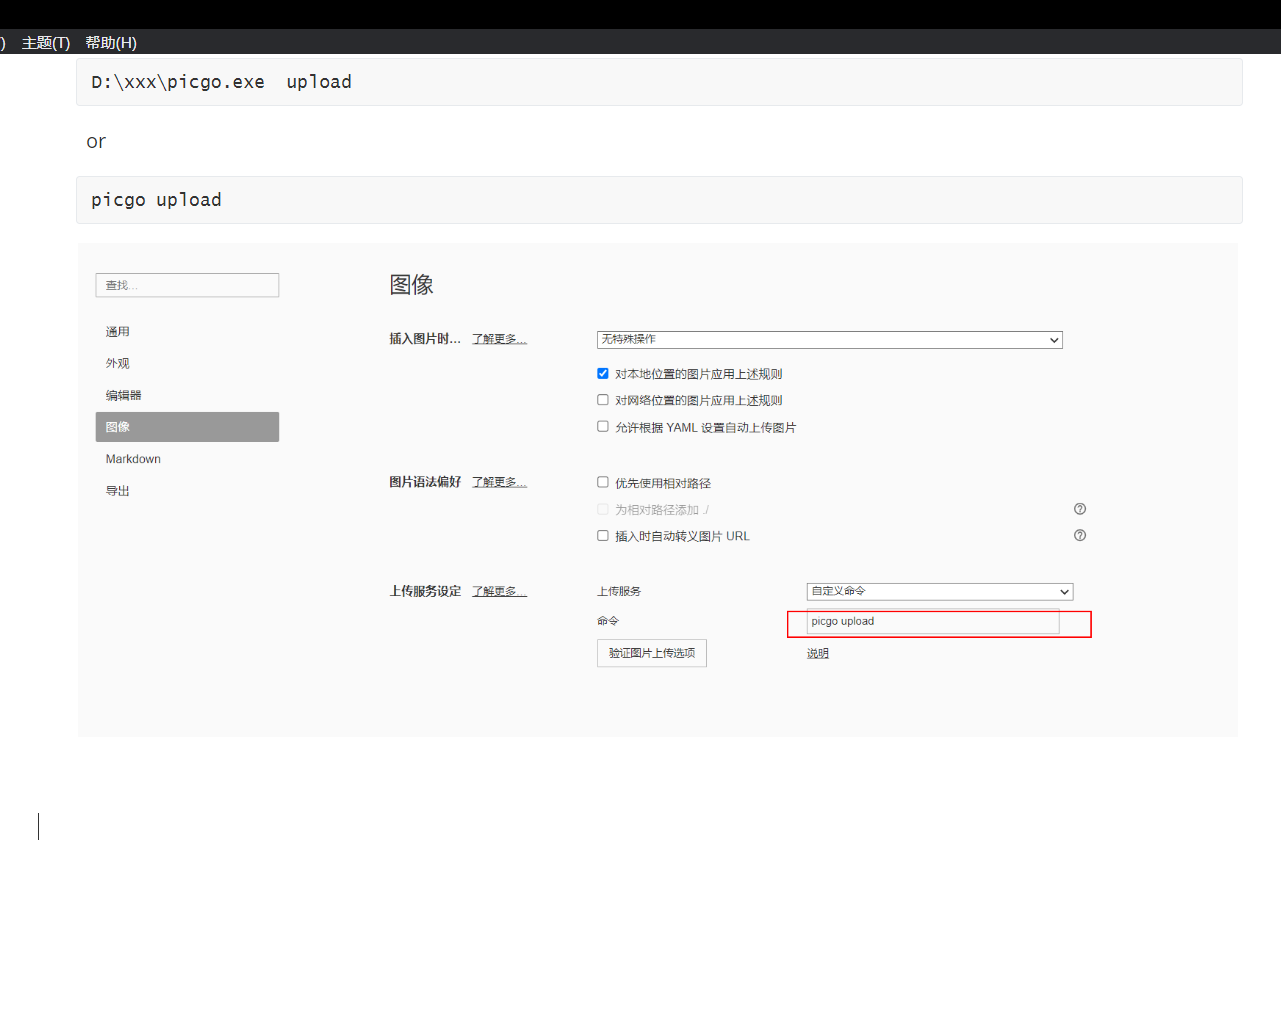 ) 主题(T) 帮助(H)
D:\xxx\picgo.exe  upload
or
picgo upload
查找...
通用
外观
编辑器
图像
Markdown
导出
图像
插入图片时... 了解更多... 无特殊操作
对本地位置的图片应用上述规则
对网络位置的图片应用上述规则
允许根据 YAML 设置自动上传图片
图片语法偏好 了解更多... 优先使用相对路径
为相对路径添加 ./
插入时自动转义图片 URL
上传服务设定 了解更多... 上传服务 自定义命令
命令 picgo upload
验证图片上传选项 说明